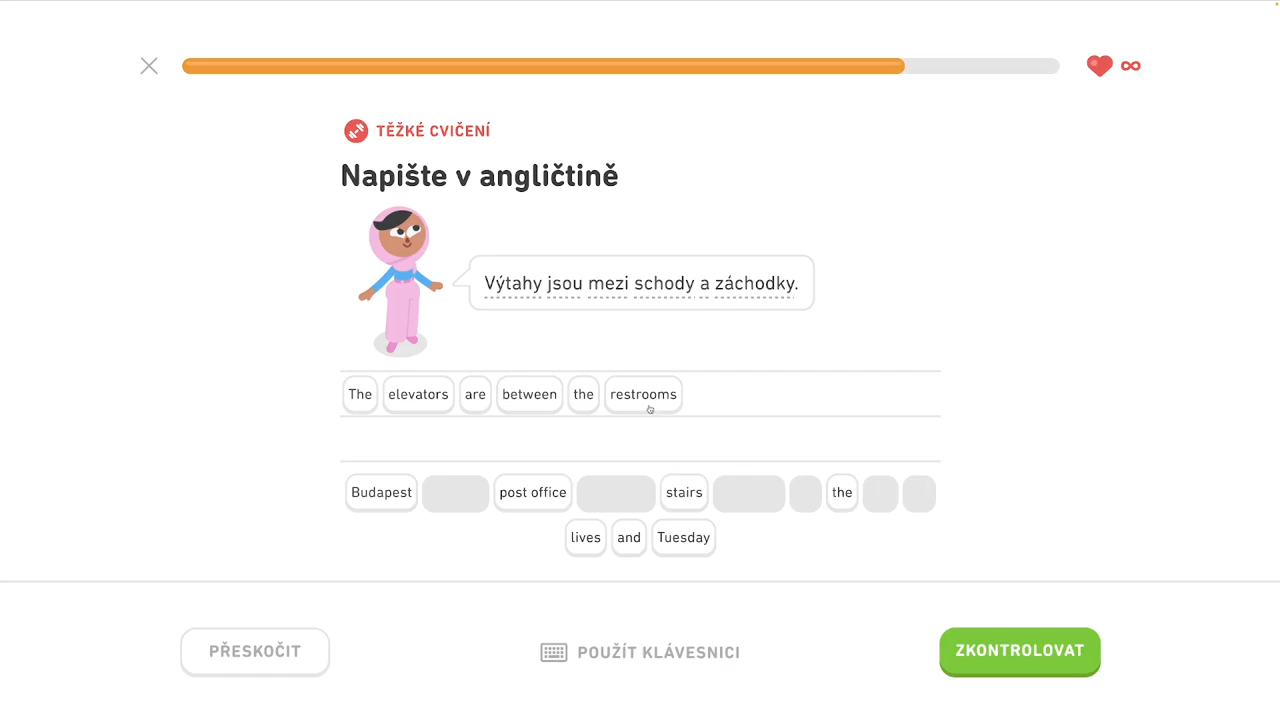 ∞
TĚŽKÉ CVIČENÍ
Napište v angličtině
Výtahy jsou mezi schody a záchodky.
The elevators are between the restrooms
Budapest post office stairs the
lives and Tuesday
PŘESKOČIT POUŽÍT KLÁVESNICI ZKONTROLOVAT